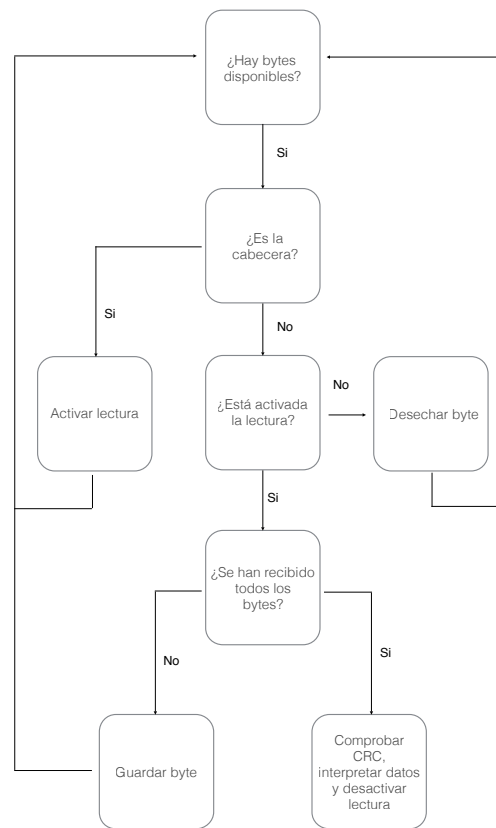 ¿Hay bytes
disponibles?
Si
¿Es la
cabecera?
Si
No
Activar lectura
¿Está activada
la lectura?
No
Desechar byte
Si
¿Se han recibido
todos los
bytes?
No
Si
Guardar byte
Comprobar
CRC,
interpretar datos
y desactivar
lectura